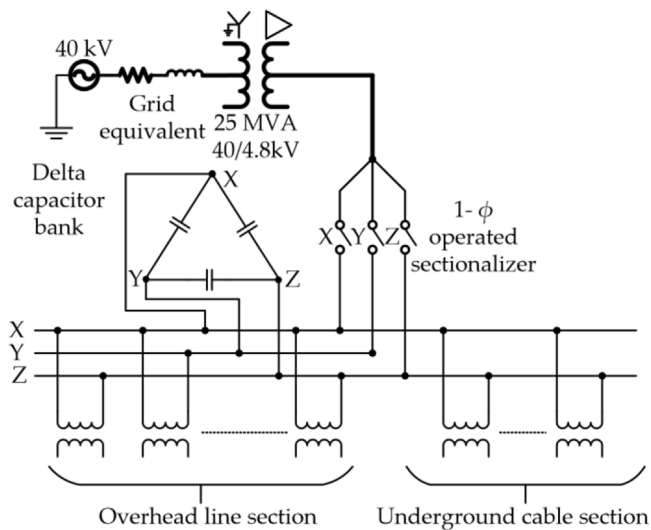 40 kV
Grid
equivalent
25 MVA
40/4.8kV
Delta
capacitor
bank
X
Y
Z
1- ϕ
operated
sectionalizer
X
Y
Z
X
Y
Z
Overhead line section
Underground cable section